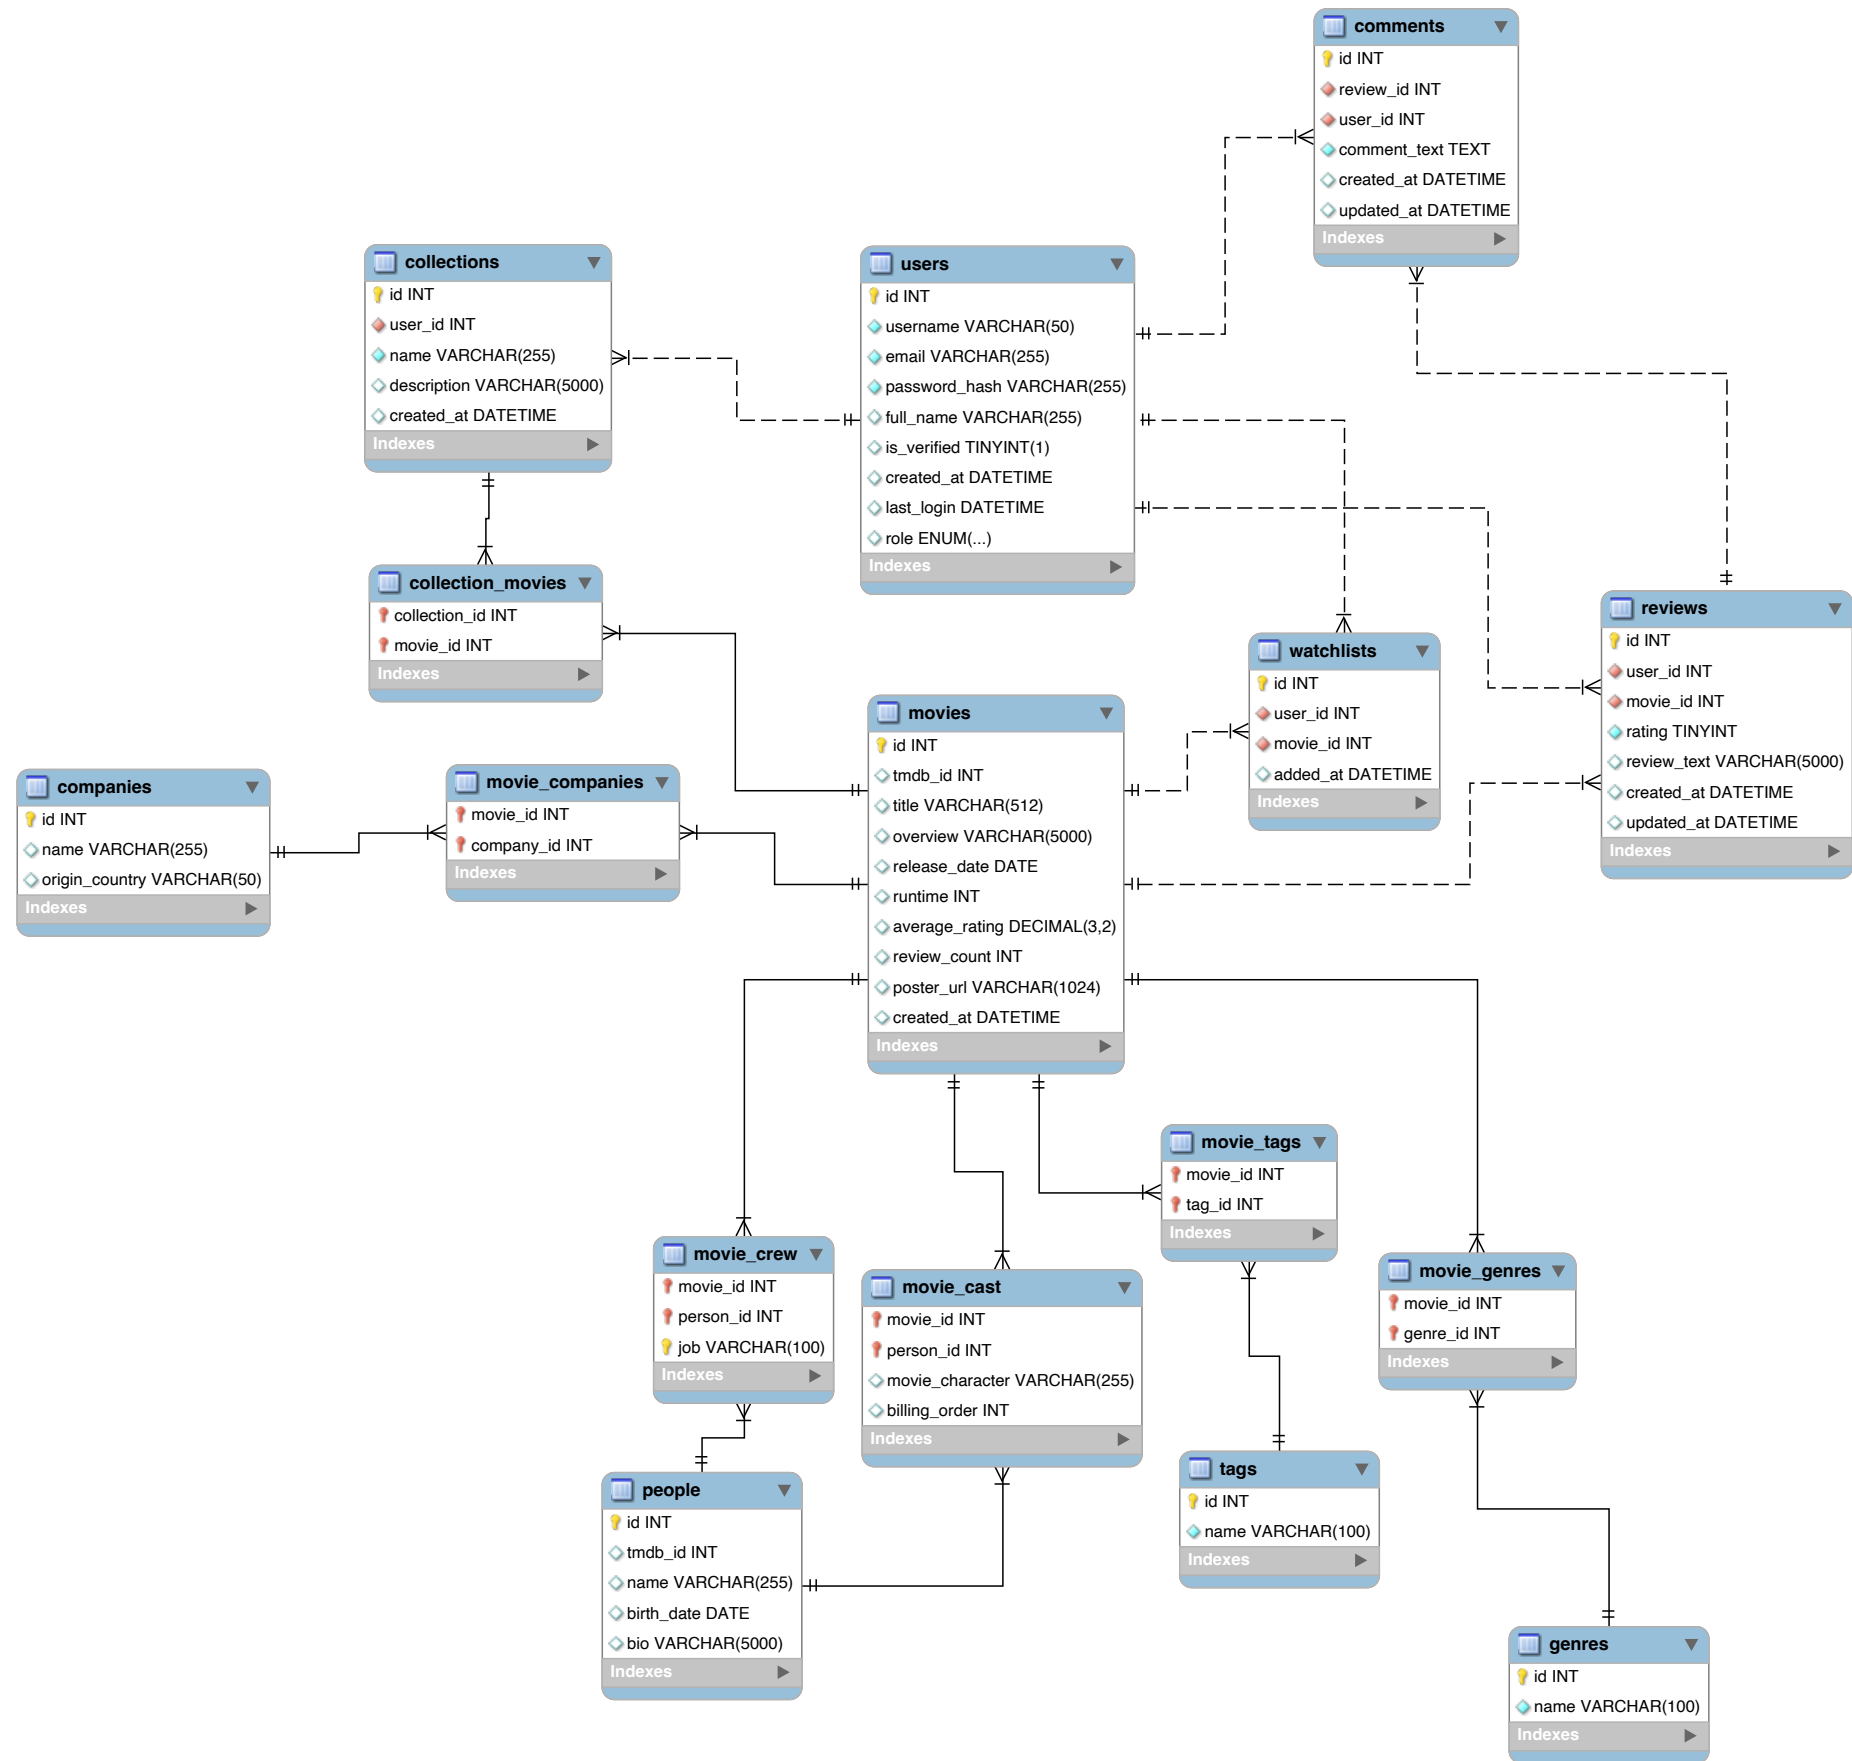 comments
id INT
review_id INT
user_id INT
comment_text TEXT
created_at DATETIME
updated_at DATETIME
Indexes
collections
id INT
user_id INT
name VARCHAR(255)
description VARCHAR(5000)
created_at DATETIME
Indexes
users
id INT
username VARCHAR(50)
email VARCHAR(255)
password_hash VARCHAR(255)
full_name VARCHAR(255)
is_verified TINYINT(1)
created_at DATETIME
last_login DATETIME
role ENUM(...)
Indexes
collection_movies
collection_id INT
movie_id INT
Indexes
watchlists
id INT
user_id INT
movie_id INT
added_at DATETIME
Indexes
reviews
id INT
user_id INT
movie_id INT
rating TINYINT
review_text VARCHAR(5000)
created_at DATETIME
updated_at DATETIME
Indexes
companies
id INT
name VARCHAR(255)
origin_country VARCHAR(50)
Indexes
movie_companies
movie_id INT
company_id INT
Indexes
movies
id INT
tmdb_id INT
title VARCHAR(512)
overview VARCHAR(5000)
release_date DATE
runtime INT
average_rating DECIMAL(3,2)
review_count INT
poster_url VARCHAR(1024)
created_at DATETIME
Indexes
movie_tags
movie_id INT
tag_id INT
Indexes
movie_crew
movie_id INT
person_id INT
job VARCHAR(100)
Indexes
movie_cast
movie_id INT
person_id INT
movie_character VARCHAR(255)
billing_order INT
Indexes
movie_genres
movie_id INT
genre_id INT
Indexes
people
id INT
tmdb_id INT
name VARCHAR(255)
birth_date DATE
bio VARCHAR(5000)
Indexes
tags
id INT
name VARCHAR(100)
Indexes
genres
id INT
name VARCHAR(100)
Indexes